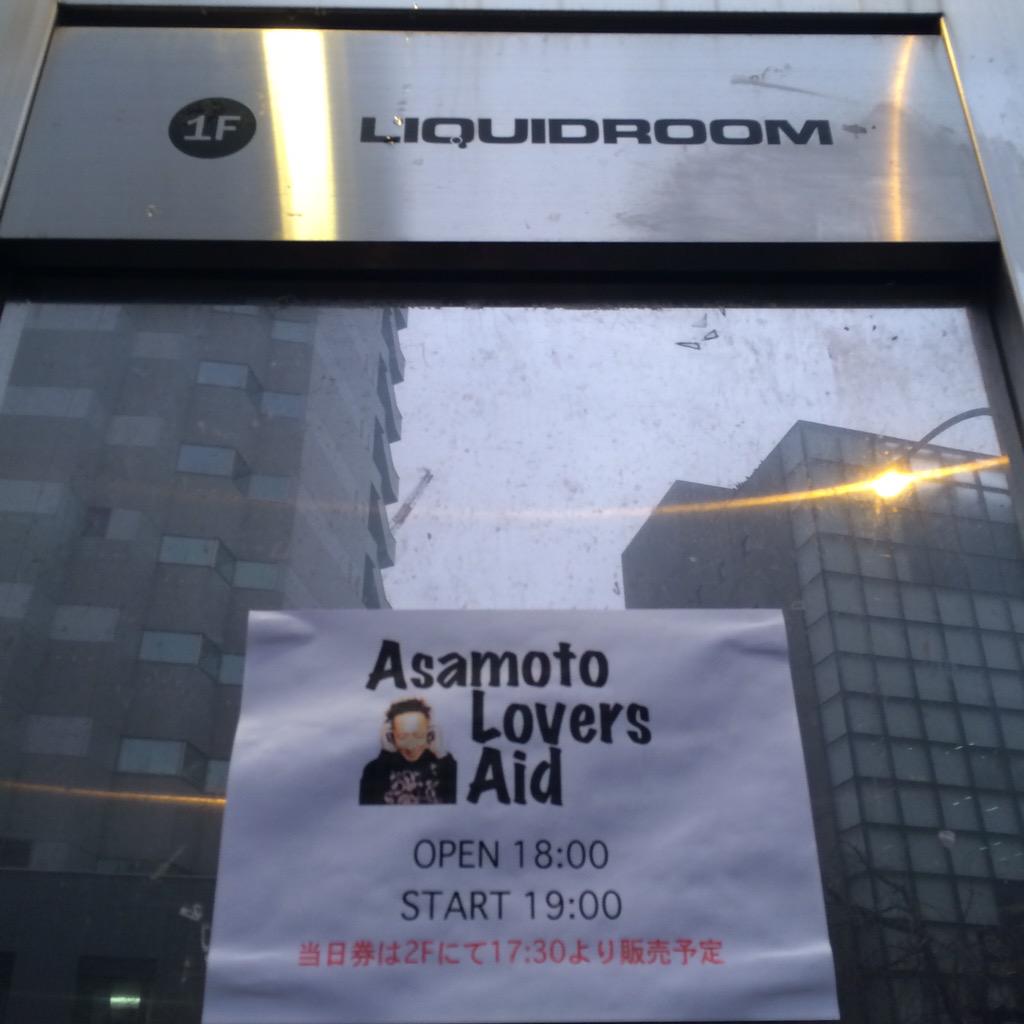 1F LIQUIDROOM
Asamoto
Lovers
Aid
OPEN 18:00
START 19:00
当日券は2Fにて17:30より販売予定